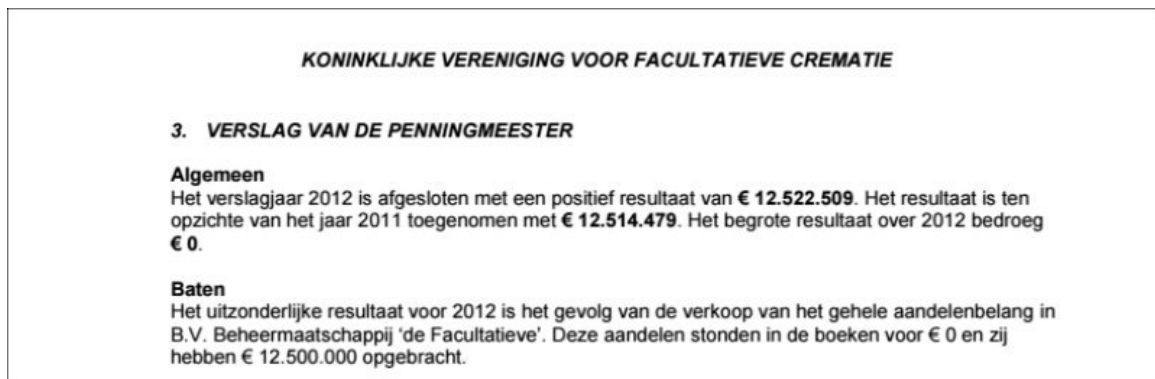 KONINKLIJKE VERENIGING VOOR FACULTATIEVE CREMATIE
3. VERSLAG VAN DE PENNINGMEESTER
Algemeen
Het verslagjaar 2012 is afgesloten met een positief resultaat van € 12.522.509. Het resultaat is ten
opzichte van het jaar 2011 toegenomen met € 12.514.479. Het begrote resultaat over 2012 bedroeg
€ 0.
Baten
Het uitzonderlijke resultaat voor 2012 is het gevolg van de verkoop van het gehele aandelenbelang in
B.V. Beheermaatschappij ‘de Facultatieve’. Deze aandelen stonden in de boeken voor € 0 en zij
hebben € 12.500.000 opgebracht.